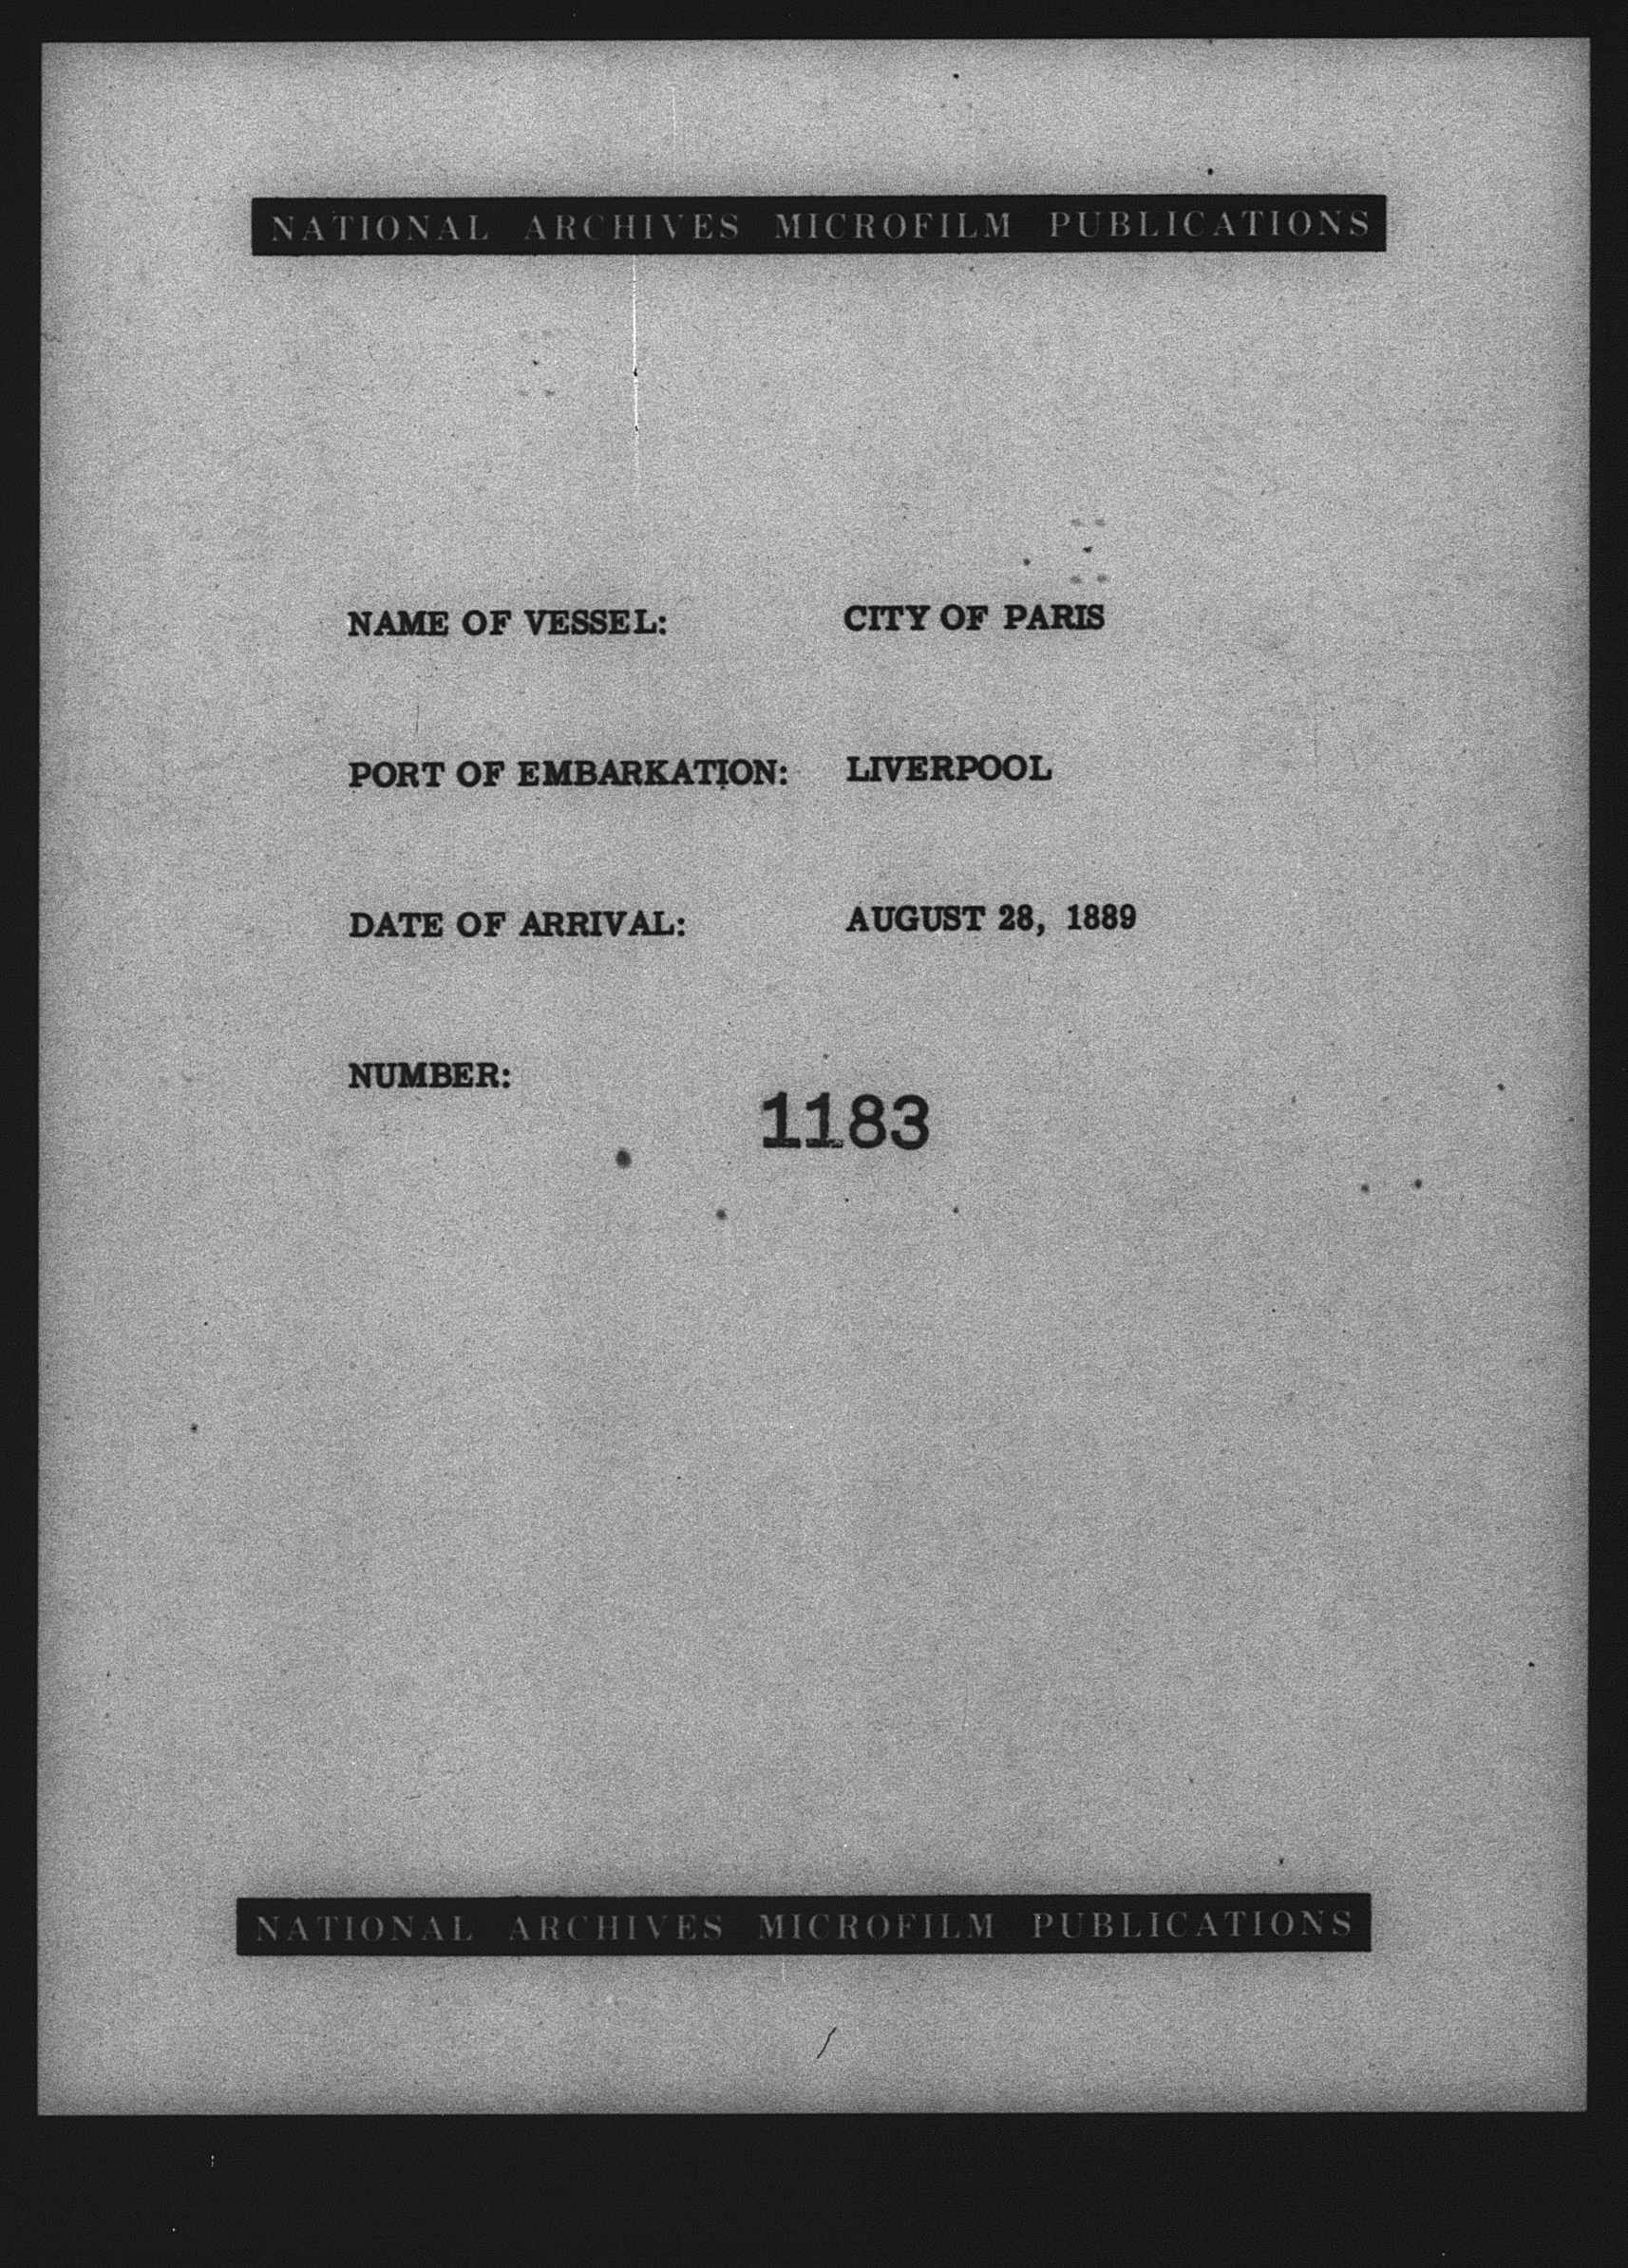 NATIONAL ARCHIVES MICROFILM PUBLICATIONS
NAME OF VESSEL: CITY OF PARIS
PORT OF EMBARKATION: LIVERPOOL
DATE OF ARRIVAL: AUGUST 28, 1889
NUMBER: 1183
NATIONAL ARCHIVES MICROFILM PUBLICATIONS